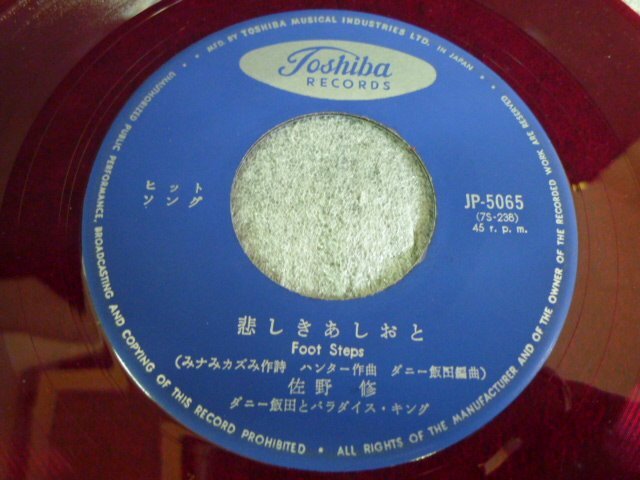 MFD. BY TOSHIBA MUSICAL INDUSTRIES LTD. IN JAPAN
Toshiba
RECORDS
ヒット
ソング
JP-5065
(7S-238)
45 r. p. m.
悲しきあしおと
Foot Steps
(みナみカズみ作詩 ハンター作曲 ダニー飯田編曲)
佐野 修
ダニー飯田とパラダイス・キング
UNAUTHORIZED PUBLIC PERFORMANCE, BROADCASTING AND COPYING OF THIS RECORD PROHIBITED • ALL RIGHTS OF THE MANUFACTURER AND OF THE OWNER OF THE RECORDED WORK ARE RESERVED